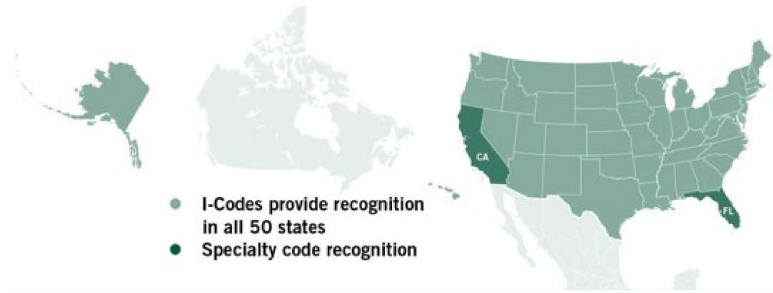 CA
FL
I-Codes provide recognition
in all 50 states
Specialty code recognition